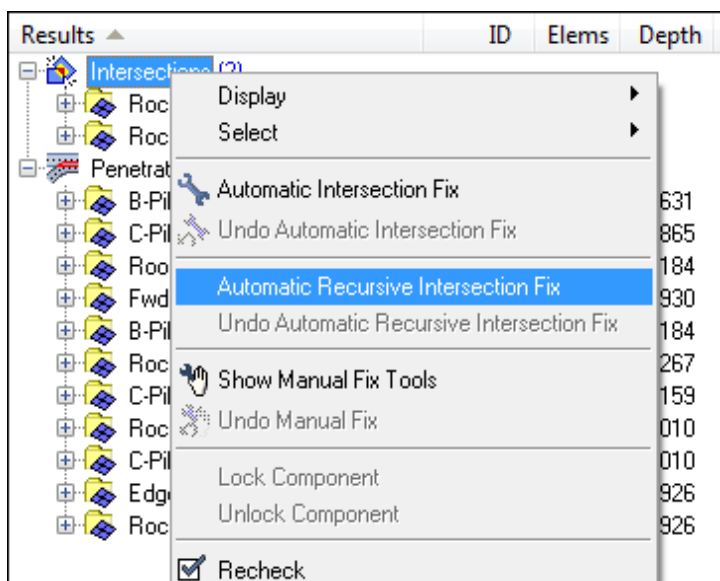 Results ID Elems Depth
Intersections (2)
Roc
Display
Roc
Select
Penetrat
B-Pil
Automatic Intersection Fix
631
C-Pil
Undo Automatic Intersection Fix
865
Roo
Automatic Recursive Intersection Fix
184
Fwd
930
B-Pil
Undo Automatic Recursive Intersection Fix
184
Roc
267
C-Pil
Show Manual Fix Tools
159
Roc
Undo Manual Fix
010
C-Pil
010
Edge
Lock Component
926
Roc
Unlock Component
926
Recheck